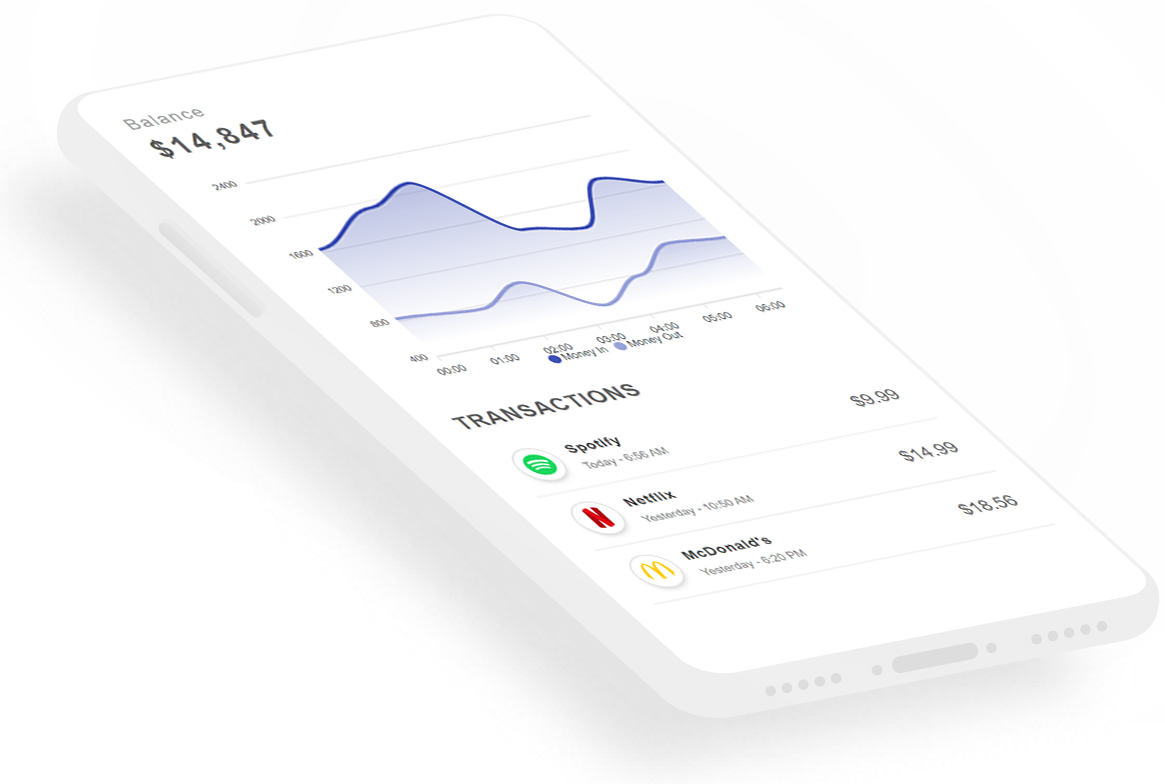 Balance
$14,847
2400
2000
1600
1200
800
400
00:00 01:00 02:00 03:00 04:00 05:00 06:00
Money In Money Out
TRANSACTIONS
Spotify $9.99
Today - 6:56 AM
Netflix $14.99
Yesterday - 10:50 AM
McDonald's $18.56
Yesterday - 6:20 PM